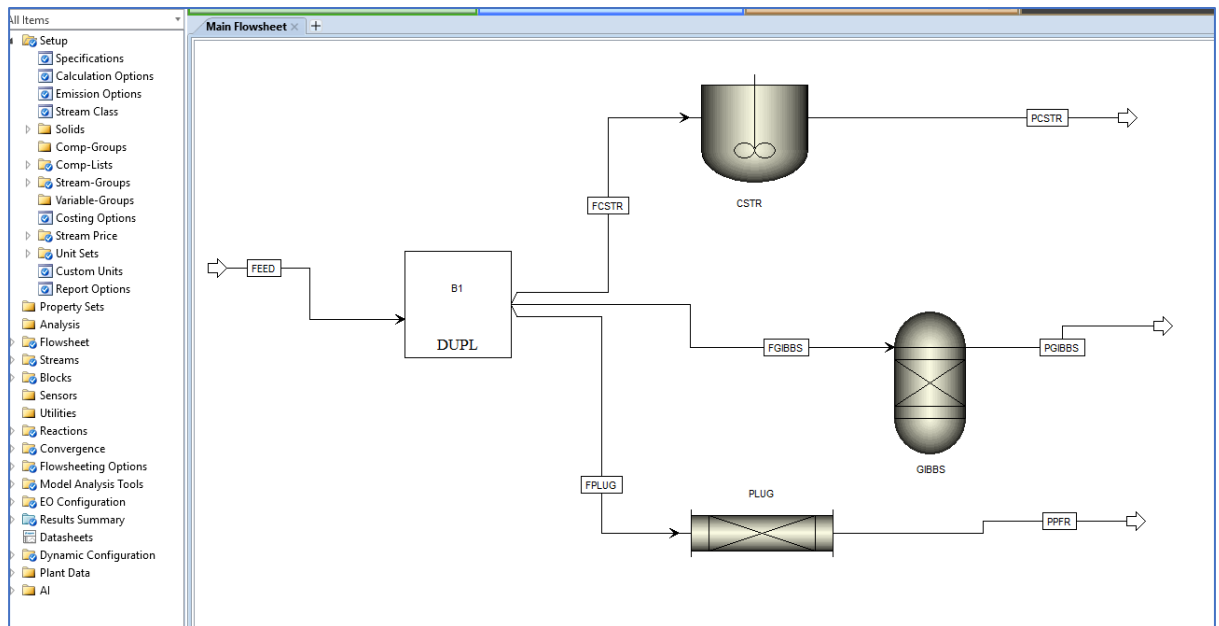 All Items
Setup
Specifications
Calculation Options
Emission Options
Stream Class
Solids
Comp-Groups
Comp-Lists
Stream-Groups
Variable-Groups
Costing Options
Stream Price
Unit Sets
Custom Units
Report Options
Property Sets
Analysis
Flowsheet
Streams
Blocks
Sensors
Utilities
Reactions
Convergence
Flowsheeting Options
Model Analysis Tools
EO Configuration
Results Summary
Datasheets
Dynamic Configuration
Plant Data
AI
Main Flowsheet
PCSTR
CSTR
FCSTR
FEED
B1
DUPL
FGIBBS
PGIBBS
GIBBS
FPLUG
PLUG
PPFR